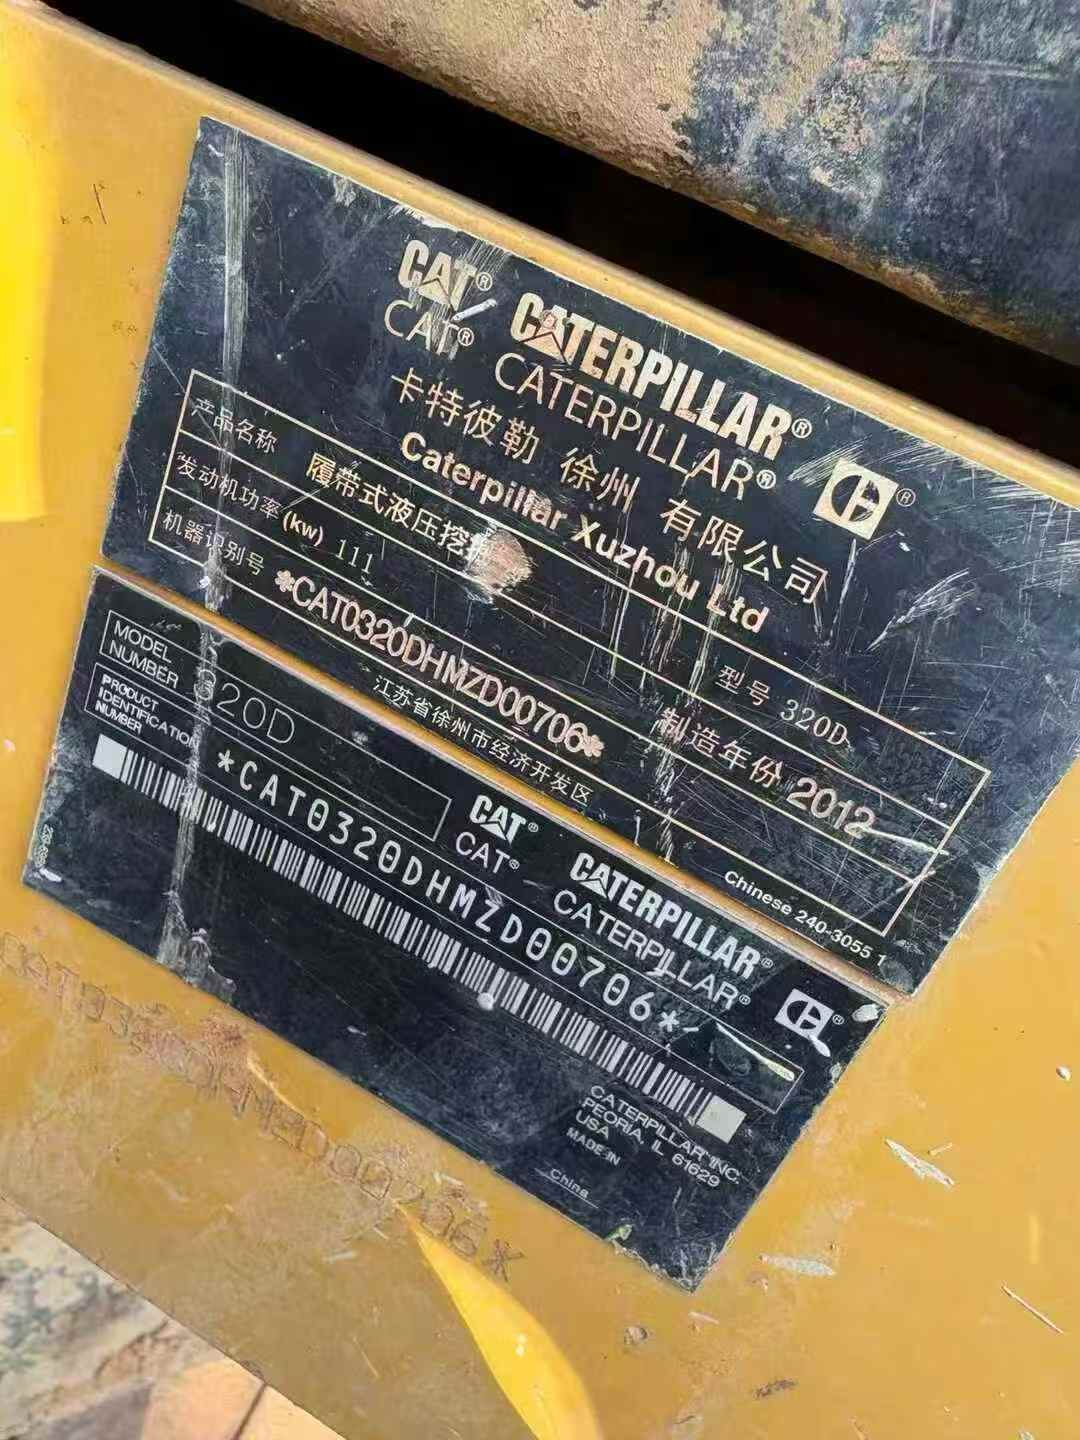 CAT® CATERPILLAR®
CAT® CATERPILLAR®
卡特彼勒 徐州 有限公司
Caterpillar Xuzhou Ltd
产品名称 履带式液压挖掘 型号 320D
发动机功率(kw) 111 制造年份 2012
机器识别号 *CAT0320DHMZD00706*
江苏省徐州市经济开发区
Chinese 240-3055 1
MODEL NUMBER 320D
CAT® CATERPILLAR®
CAT® CATERPILLAR®
PRODUCT IDENTIFICATION NUMBER
*CAT0320DHMZD00706*
CATERPILLAR INC.
PEORIA, IL 61629
USA
MADE IN
China